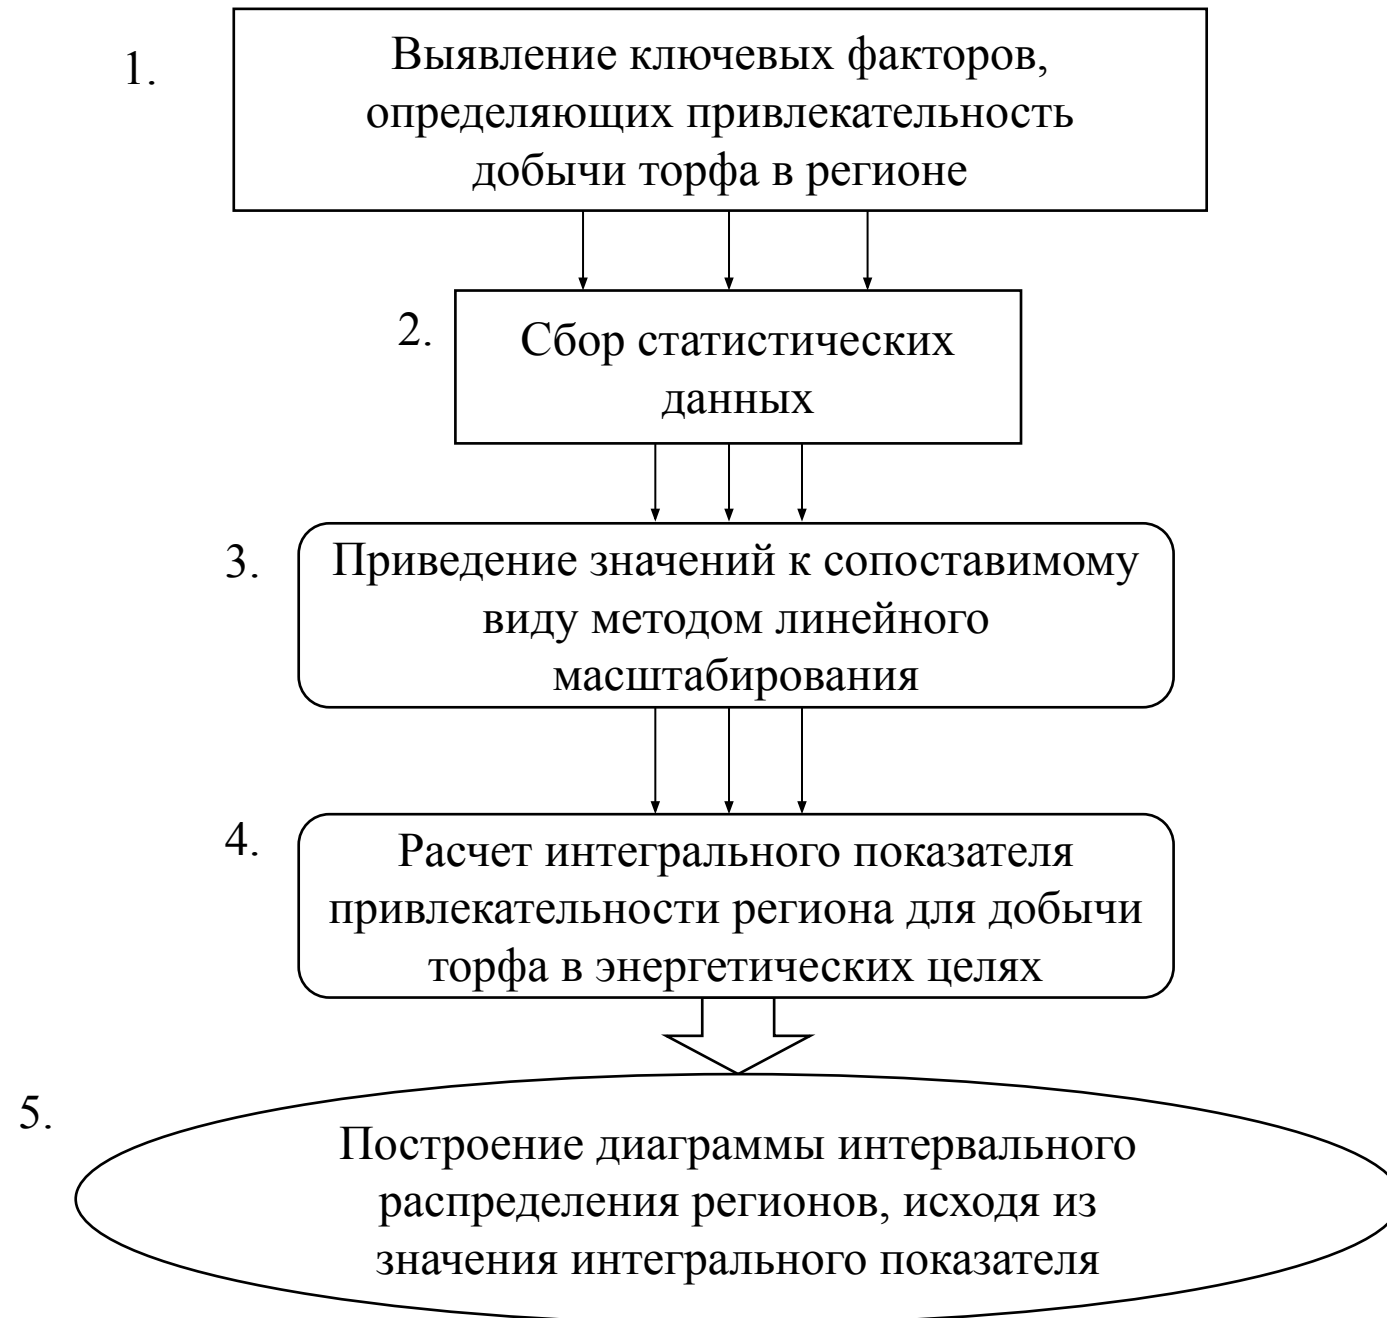 1.
Выявление ключевых факторов,
определяющих привлекательность
добычи торфа в регионе
2.
Сбор статистических
данных
3.
Приведение значений к сопоставимому
виду методом линейного
масштабирования
4.
Расчет интегрального показателя
привлекательности региона для добычи
торфа в энергетических целях
5.
Построение диаграммы интервального
распределения регионов, исходя из
значения интегрального показателя